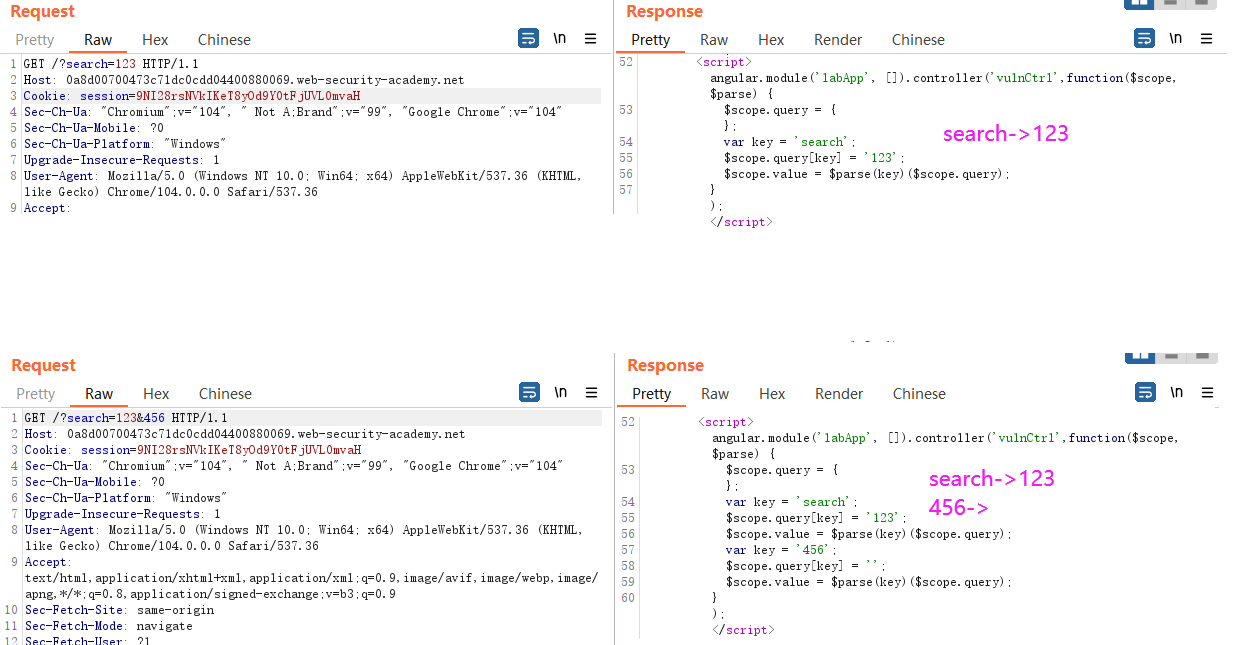 Request
Pretty Raw Hex Chinese \n
1 GET /?search=123 HTTP/1.1
2 Host: 0a8d00700473c71dc0cdd04400880069.web-security-academy.net
3 Cookie: session=9NI28rsNVkIKeT8yOd9Y0tFjUVL0mvaH
4 Sec-Ch-Ua: "Chromium";v="104", " Not A;Brand";v="99", "Google Chrome";v="104"
5 Sec-Ch-Ua-Mobile: ?0
6 Sec-Ch-Ua-Platform: "Windows"
7 Upgrade-Insecure-Requests: 1
8 User-Agent: Mozilla/5.0 (Windows NT 10.0; Win64; x64) AppleWebKit/537.36 (KHTML,
like Gecko) Chrome/104.0.0.0 Safari/537.36
9 Accept:
Response
Pretty Raw Hex Render Chinese \n
52 <script>
angular.module('labApp', []).controller('vulnCtrl',function($scope,
$parse) {
53 $scope.query = {
};
54 var key = 'search';
55 $scope.query[key] = '123';
56 $scope.value = $parse(key)($scope.query);
57 }
);
</script>
search->123
Request
Pretty Raw Hex Chinese \n
1 GET /?search=123&456 HTTP/1.1
2 Host: 0a8d00700473c71dc0cdd04400880069.web-security-academy.net
3 Cookie: session=9NI28rsNVkIKeT8yOd9Y0tFjUVL0mvaH
4 Sec-Ch-Ua: "Chromium";v="104", " Not A;Brand";v="99", "Google Chrome";v="104"
5 Sec-Ch-Ua-Mobile: ?0
6 Sec-Ch-Ua-Platform: "Windows"
7 Upgrade-Insecure-Requests: 1
8 User-Agent: Mozilla/5.0 (Windows NT 10.0; Win64; x64) AppleWebKit/537.36 (KHTML,
like Gecko) Chrome/104.0.0.0 Safari/537.36
9 Accept:
text/html,application/xhtml+xml,application/xml;q=0.9,image/avif,image/webp,image/
apng,*/*;q=0.8,application/signed-exchange;v=b3;q=0.9
10 Sec-Fetch-Site: same-origin
11 Sec-Fetch-Mode: navigate
12 Sec-Fetch-User: ?1
Response
Pretty Raw Hex Render Chinese \n
52 <script>
angular.module('labApp', []).controller('vulnCtrl',function($scope,
$parse) {
53 $scope.query = {
};
54 var key = 'search';
55 $scope.query[key] = '123';
56 $scope.value = $parse(key)($scope.query);
57 var key = '456';
58 $scope.query[key] = '';
59 $scope.value = $parse(key)($scope.query);
60 }
);
</script>
search->123
456->